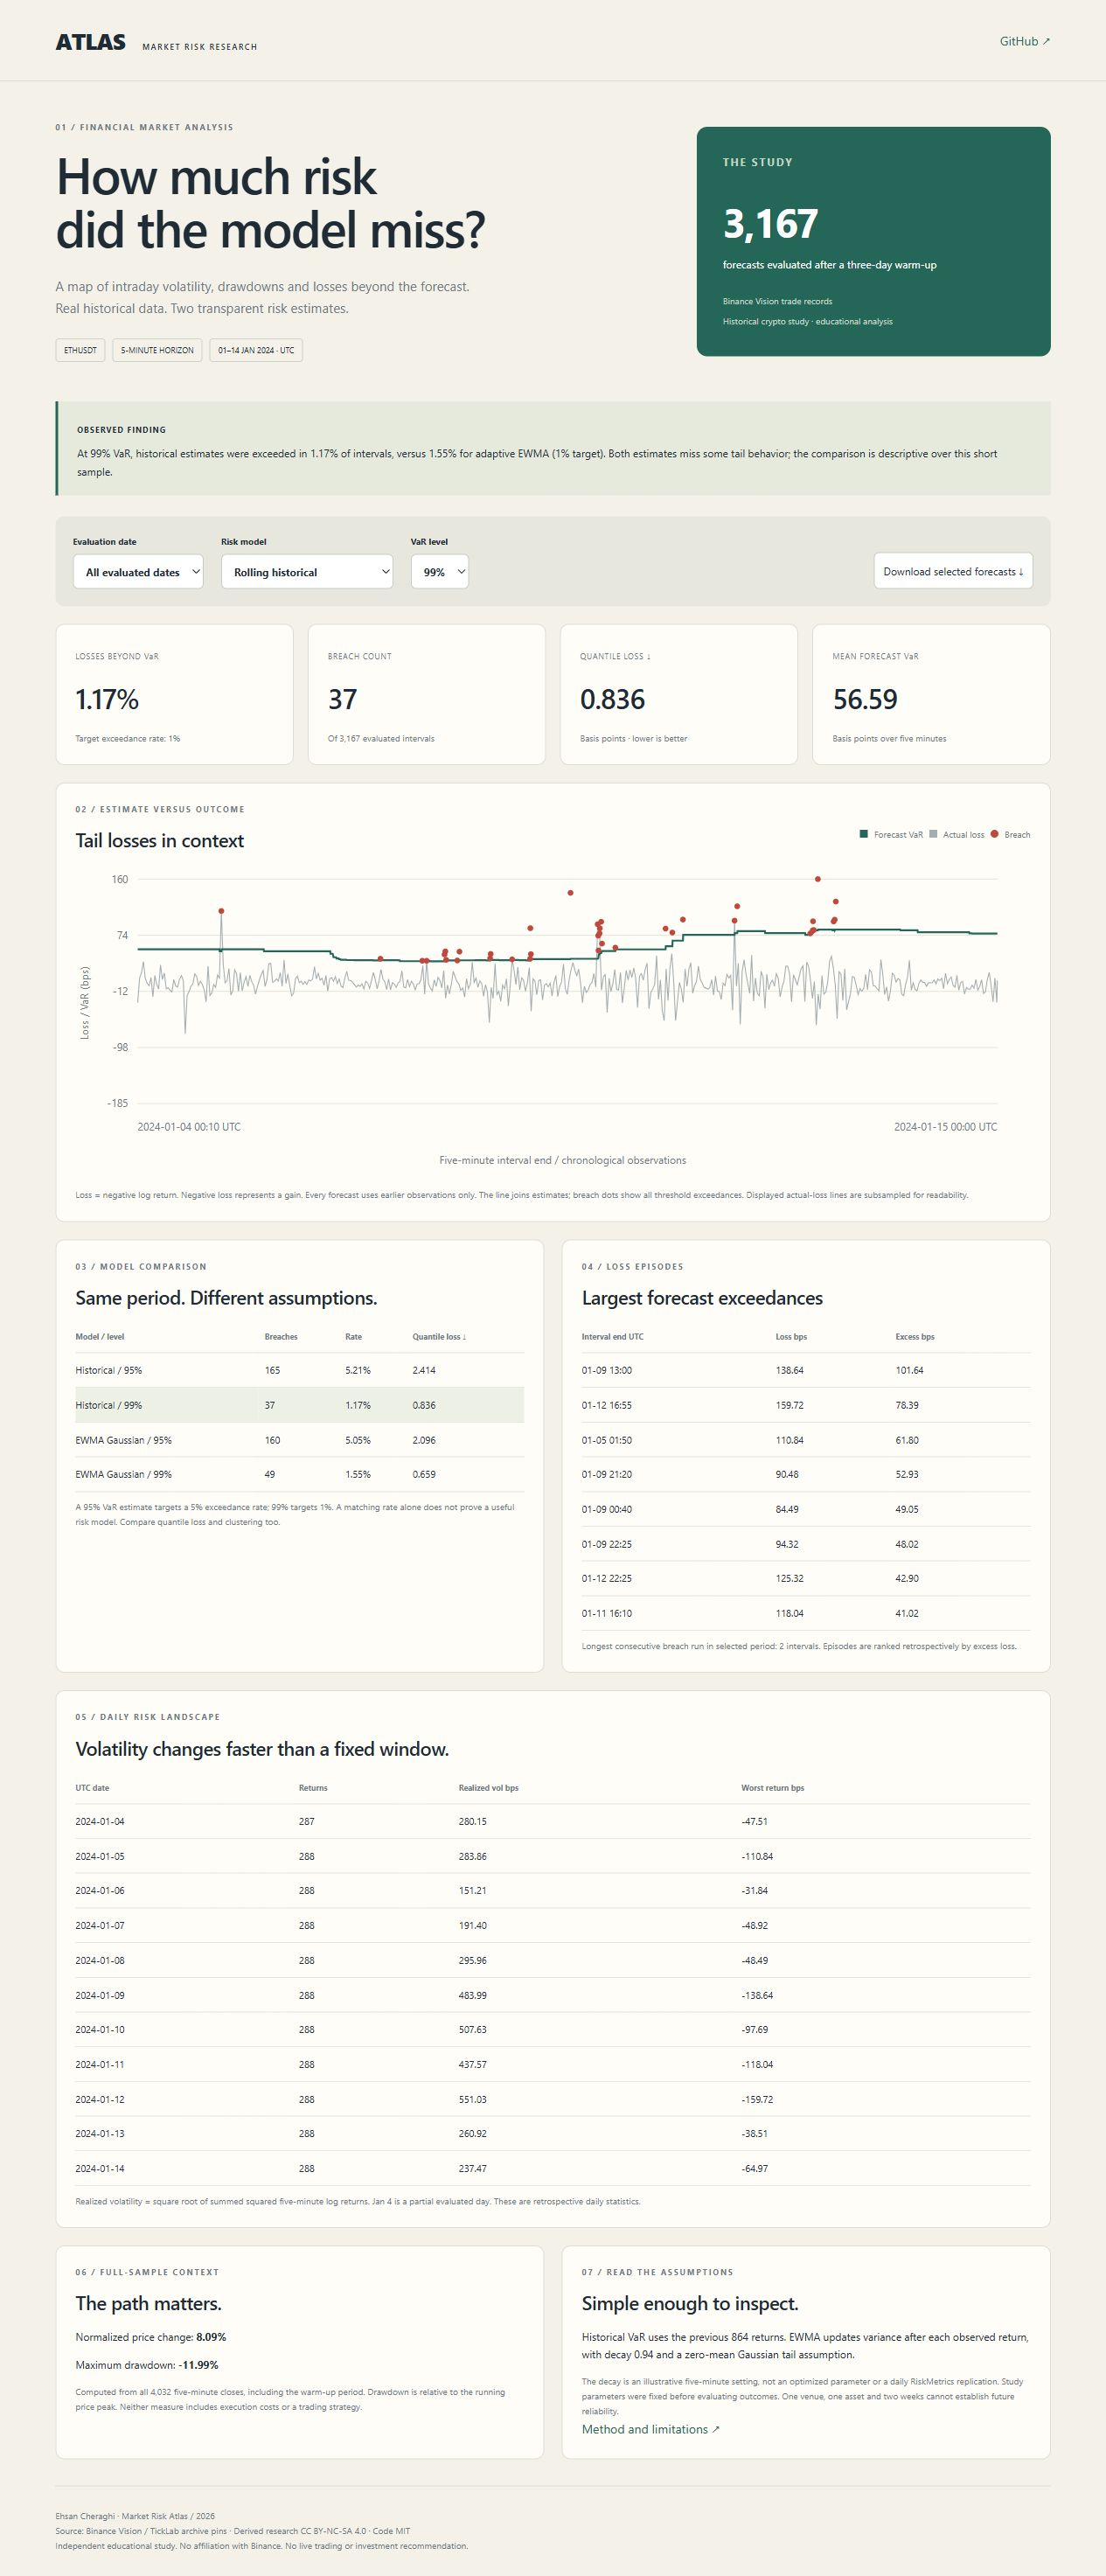 ATLAS MARKET RISK RESEARCH
GitHub ↗
01 / FINANCIAL MARKET ANALYSIS
How much risk
did the model miss?
A map of intraday volatility, drawdowns and losses beyond the forecast.
Real historical data. Two transparent risk estimates.
ETHUSDT 5-MINUTE HORIZON 01–14 JAN 2024 · UTC
THE STUDY
3,167
forecasts evaluated after a three-day warm-up
Binance Vision trade records
Historical crypto study · educational analysis
OBSERVED FINDING
At 99% VaR, historical estimates were exceeded in 1.17% of intervals, versus 1.55% for adaptive EWMA (1% target). Both estimates miss some tail behavior; the comparison is descriptive over this short
sample.
Evaluation date Risk model VaR level
All evaluated dates Rolling historical 99% Download selected forecasts ↓
LOSSES BEYOND VaR
1.17%
Target exceedance rate: 1%
BREACH COUNT
37
Of 3,167 evaluated intervals
QUANTILE LOSS ↓
0.836
Basis points · lower is better
MEAN FORECAST VaR
56.59
Basis points over five minutes
02 / ESTIMATE VERSUS OUTCOME
Tail losses in context
Forecast VaR Actual loss Breach
160
74
-12
-98
-185
Loss / VaR (bps)
2024-01-04 00:10 UTC 2024-01-15 00:00 UTC
Five-minute interval end / chronological observations
Loss = negative log return. Negative loss represents a gain. Every forecast uses earlier observations only. The line joins estimates; breach dots show all threshold exceedances. Displayed actual-loss lines are subsampled for readability.
03 / MODEL COMPARISON
Same period. Different assumptions.
Model / level Breaches Rate Quantile loss ↓
Historical / 95% 165 5.21% 2.414
Historical / 99% 37 1.17% 0.836
EWMA Gaussian / 95% 160 5.05% 2.096
EWMA Gaussian / 99% 49 1.55% 0.659
A 95% VaR estimate targets a 5% exceedance rate; 99% targets 1%. A matching rate alone does not prove a useful
risk model. Compare quantile loss and clustering too.
04 / LOSS EPISODES
Largest forecast exceedances
Interval end UTC Loss bps Excess bps
01-09 13:00 138.64 101.64
01-12 16:55 159.72 78.39
01-05 01:50 110.84 61.80
01-09 21:20 90.48 52.93
01-09 00:40 84.49 49.05
01-09 22:25 94.32 48.02
01-12 22:25 125.32 42.90
01-11 16:10 118.04 41.02
Longest consecutive breach run in selected period: 2 intervals. Episodes are ranked retrospectively by excess loss.
05 / DAILY RISK LANDSCAPE
Volatility changes faster than a fixed window.
UTC date Returns Realized vol bps Worst return bps
2024-01-04 287 280.15 -47.51
2024-01-05 288 283.86 -110.84
2024-01-06 288 151.21 -31.84
2024-01-07 288 191.40 -48.92
2024-01-08 288 295.96 -48.49
2024-01-09 288 483.99 -138.64
2024-01-10 288 507.63 -97.69
2024-01-11 288 437.57 -118.04
2024-01-12 288 551.03 -159.72
2024-01-13 288 260.92 -38.51
2024-01-14 288 237.47 -64.97
Realized volatility = square root of summed squared five-minute log returns. Jan 4 is a partial evaluated day. These are retrospective daily statistics.
06 / FULL-SAMPLE CONTEXT
The path matters.
Normalized price change: 8.09%
Maximum drawdown: -11.99%
Computed from all 4,032 five-minute closes, including the warm-up period. Drawdown is relative to the running
price peak. Neither measure includes execution costs or a trading strategy.
07 / READ THE ASSUMPTIONS
Simple enough to inspect.
Historical VaR uses the previous 864 returns. EWMA updates variance after each observed return,
with decay 0.94 and a zero-mean Gaussian tail assumption.
The decay is an illustrative five-minute setting, not an optimized parameter or a daily RiskMetrics replication. Study
parameters were fixed before evaluating outcomes. One venue, one asset and two weeks cannot establish future
reliability.
Method and limitations ↗
Ehsan Cheraghi · Market Risk Atlas / 2026
Source: Binance Vision / TickLab archive pins · Derived research CC BY-NC-SA 4.0 · Code MIT
Independent educational study. No affiliation with Binance. No live trading or investment recommendation.